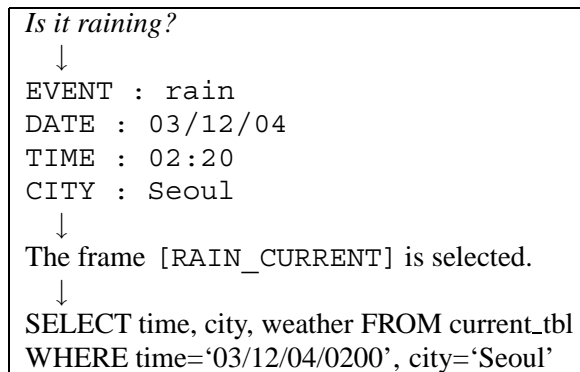 Is it raining?
↓
EVENT : rain
DATE : 03/12/04
TIME : 02:20
CITY : Seoul
↓
The frame [RAIN_CURRENT] is selected.
↓
SELECT time, city, weather FROM current_tbl
WHERE time=‘03/12/04/0200’, city=‘Seoul’